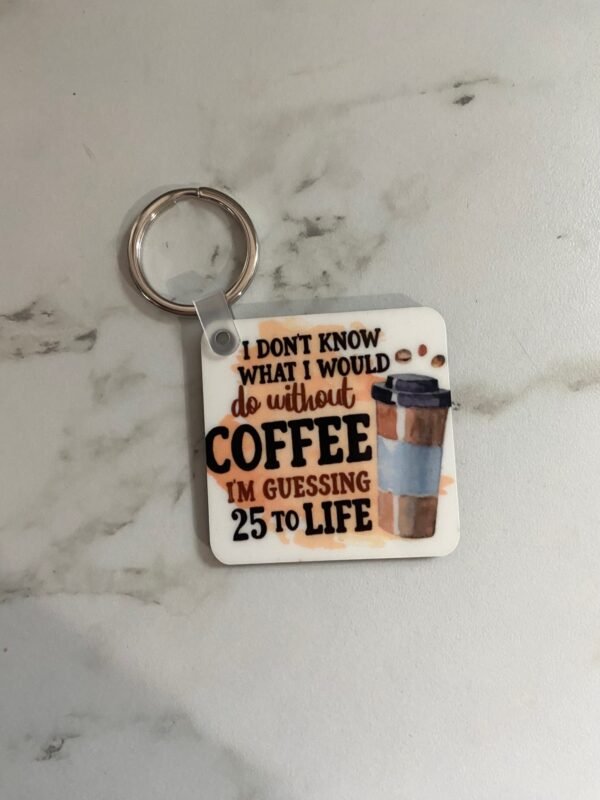 I DON'T KNOW
WHAT I WOULD
do without
COFFEE
I'M GUESSING
25 TO LIFE